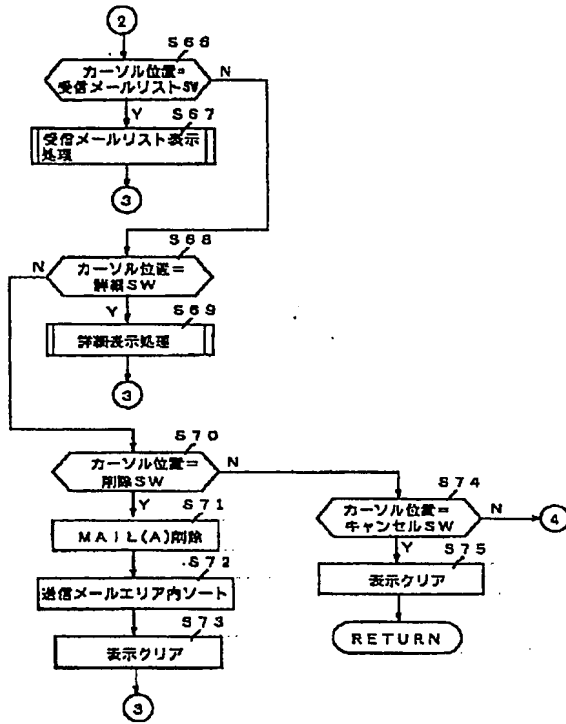 2
S66
カーソル位置=
受信メールリストSW
N
Y
S67
受信メールリスト表示
処理
3
S68
N
カーソル位置=
詳細SW
Y
S69
詳細表示処理
3
S70
カーソル位置=
削除SW
N
Y
S71
MAIL(A)削除
S72
送信メールエリア内ソート
S73
表示クリア
3
S74
カーソル位置=
キャンセルSW
N
4
Y
S75
表示クリア
RETURN